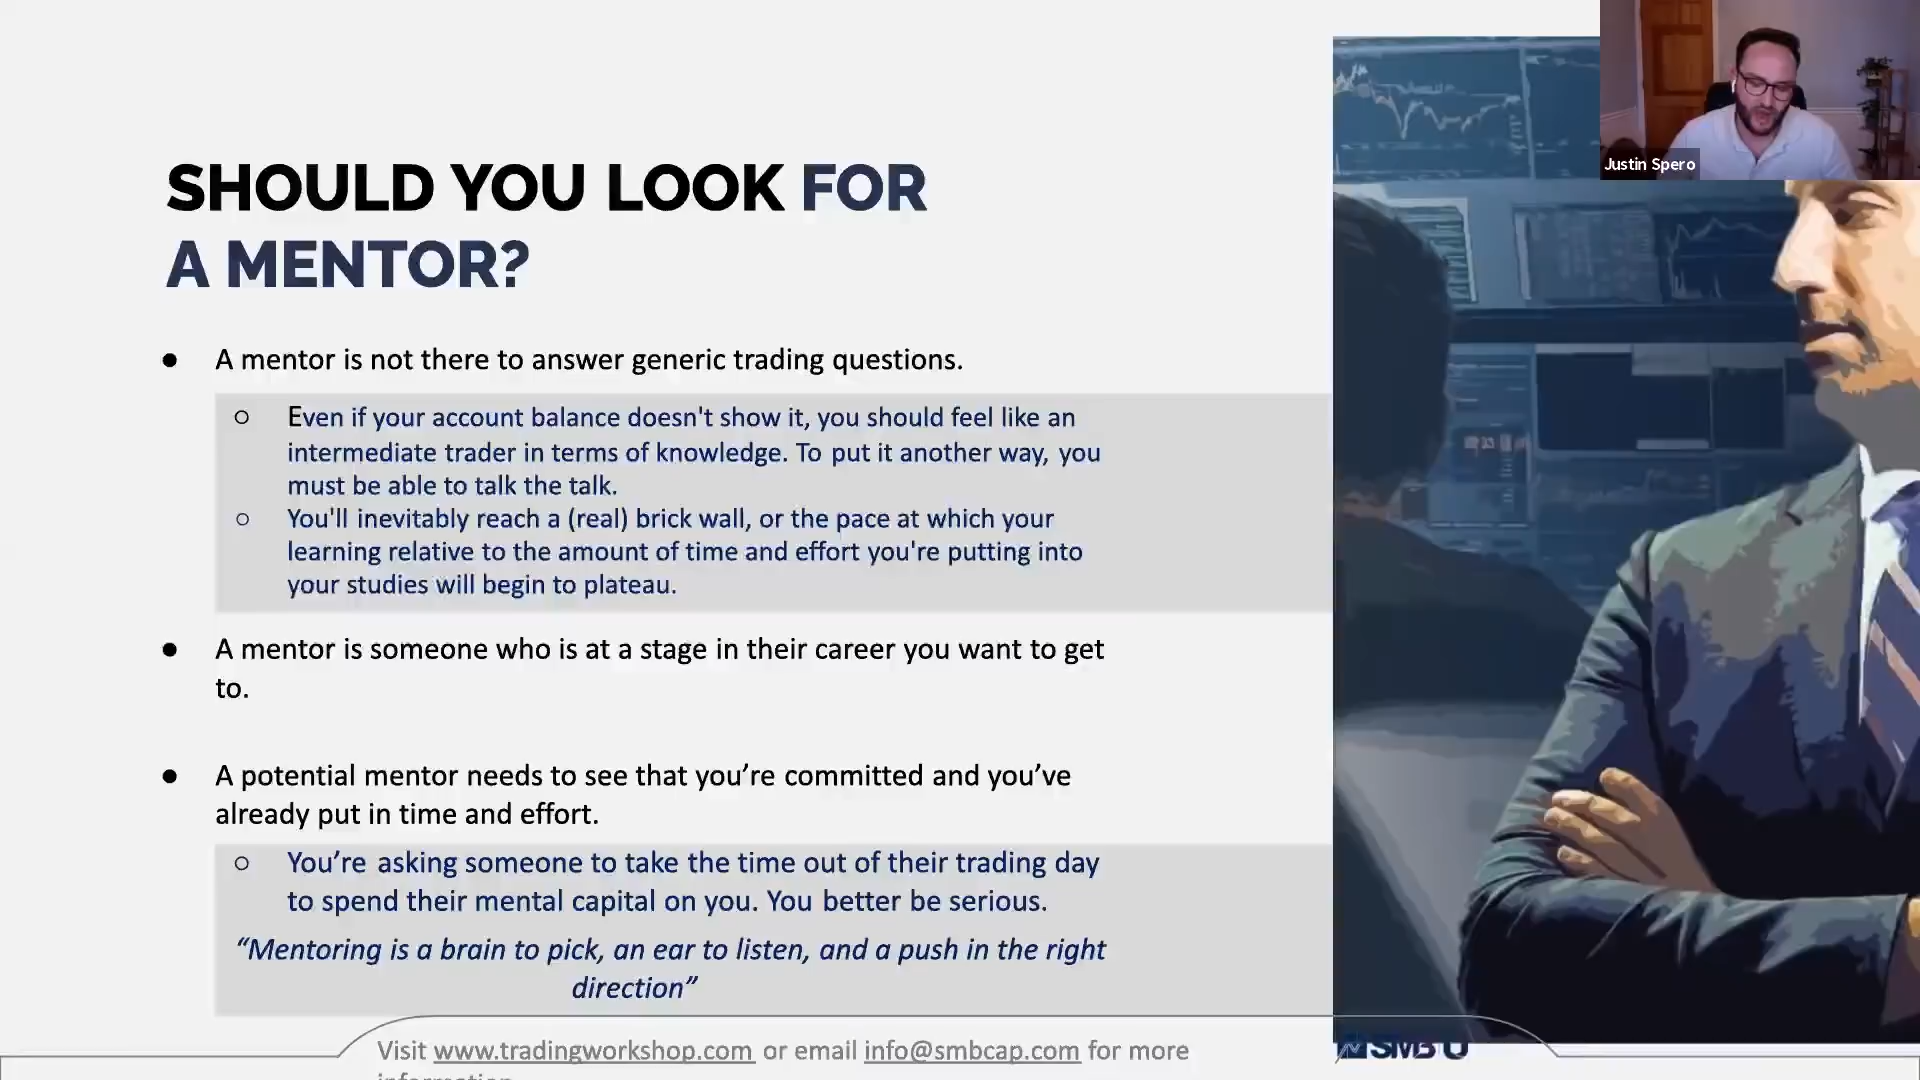 Justin Spero
SHOULD YOU LOOK FOR
A MENTOR?
● A mentor is not there to answer generic trading questions.
○ Even if your account balance doesn't show it, you should feel like an
intermediate trader in terms of knowledge. To put it another way, you
must be able to talk the talk.
○ You'll inevitably reach a (real) brick wall, or the pace at which your
learning relative to the amount of time and effort you're putting into
your studies will begin to plateau.
● A mentor is someone who is at a stage in their career you want to get
to.
● A potential mentor needs to see that you’re committed and you’ve
already put in time and effort.
○ You’re asking someone to take the time out of their trading day
to spend their mental capital on you. You better be serious.
“Mentoring is a brain to pick, an ear to listen, and a push in the right
direction”
Visit www.tradingworkshop.com or email info@smbcap.com for more
information
SMB U